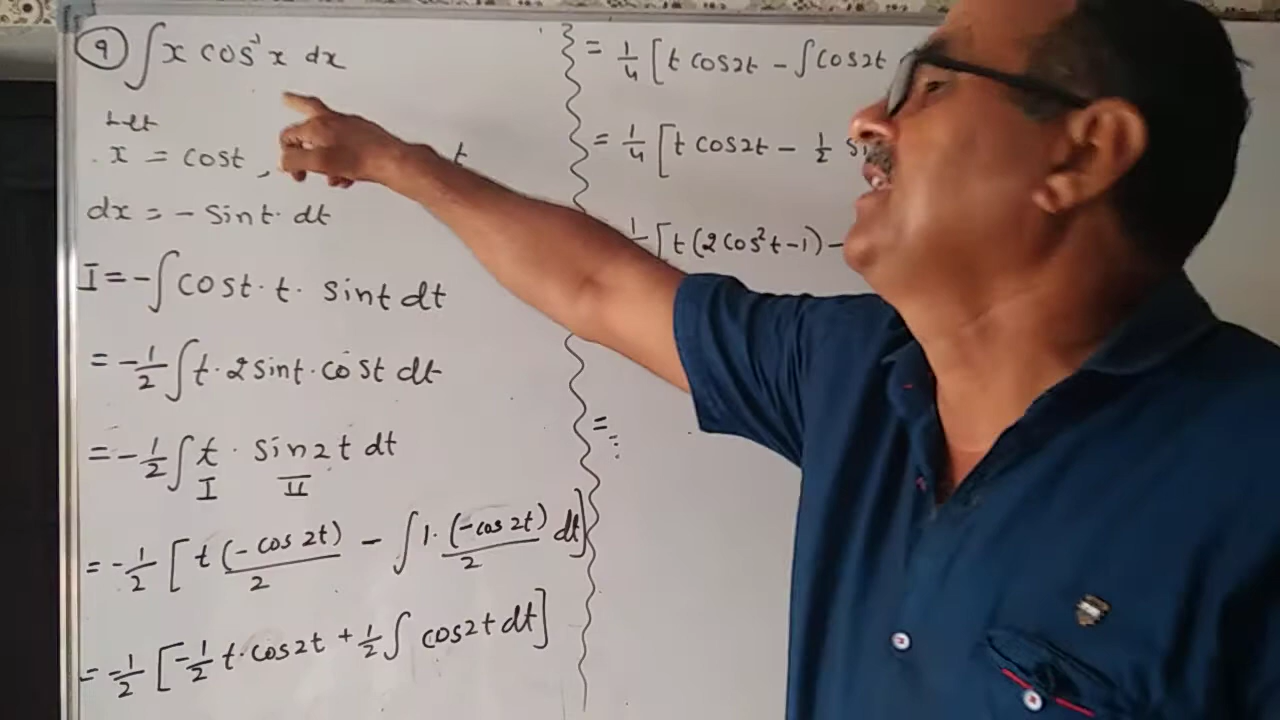 9 ∫ x cos⁻¹x dx
Let
x = cost , t
dx = - sint. dt
I = -∫ cost. t. sint dt
= -1/2 ∫ t. 2sint. cost dt
= -1/2 ∫ t . sin2t dt
I II
= -1/2 [ t (-cos 2t)/2 - ∫ 1. (-cos 2t)/2 dt]
= -1/2 [ -1/2 t. cos2t + 1/2 ∫ cos2t dt]
= 1/4 [t cos2t - ∫ cos2t
= 1/4 [t cos2t - 1/2
1/4 [t (2cos²t-1) -
=